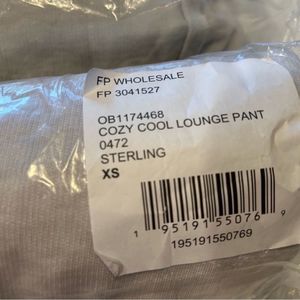 FP WHOLESALE
FP 3041527
OB1174468
COZY COOL LOUNGE PANT
0472
STERLING
XS
1 95191 55076 9
195191550769